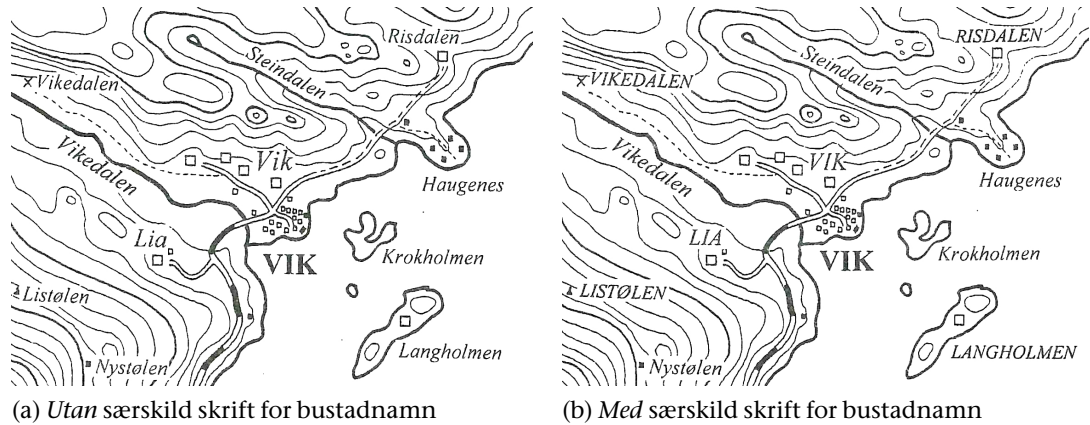 Risdalen
Steindalen
Vikedalen
Vikedalen
Vik
Haugenes
Lia
VIK
Krokholmen
Listølen
Langholmen
Nystølen
(a) Utan særskild skrift for bustadnamn
RISDALEN
Steindalen
VIKEDALEN
Vikedalen
VIK
Haugenes
LIA
VIK
Krokholmen
LISTØLEN
LANGHOLMEN
Nystølen
(b) Med særskild skrift for bustadnamn